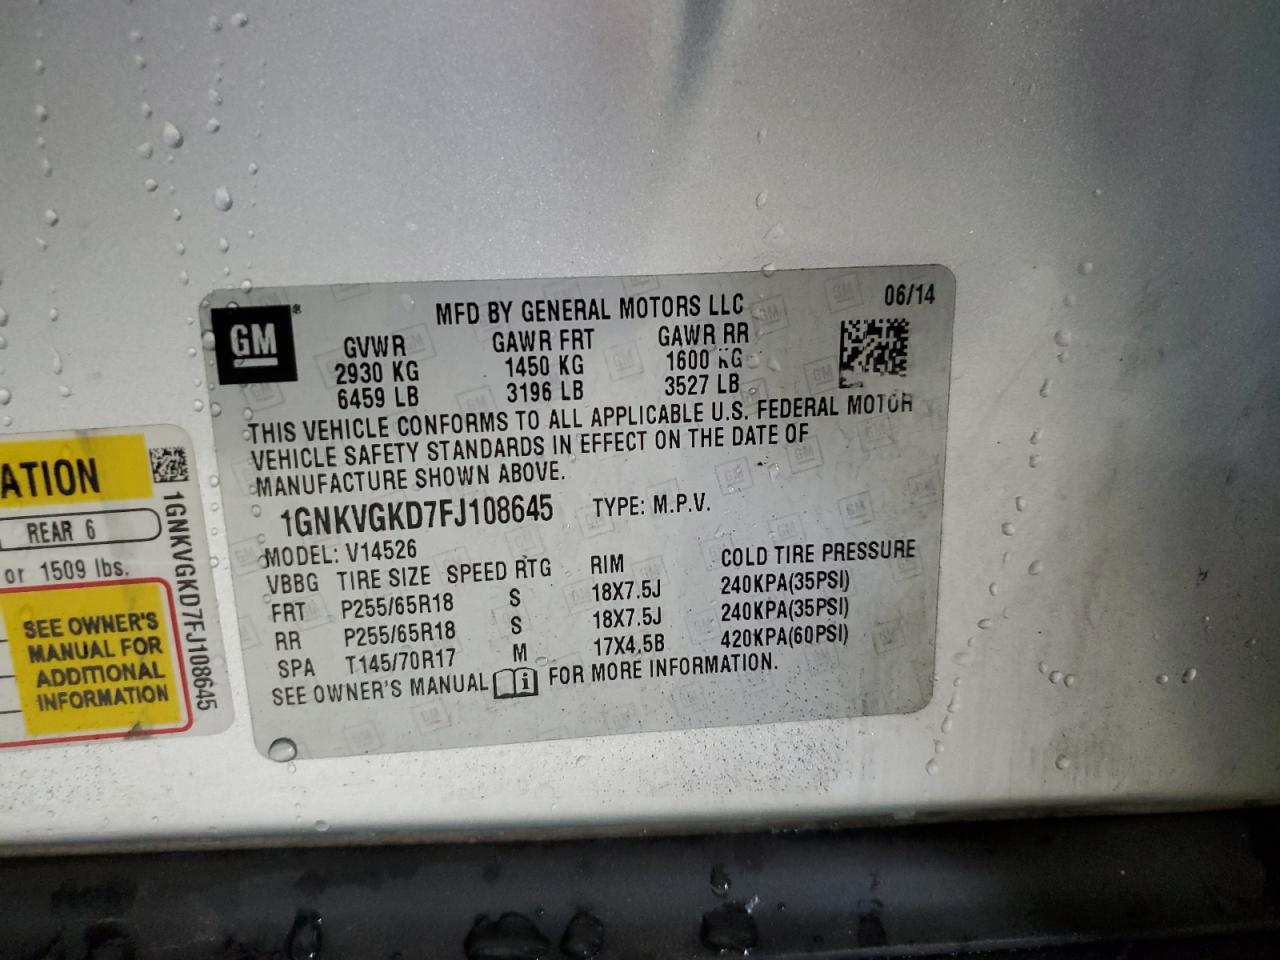 GM
®
MFD BY GENERAL MOTORS LLC
06/14
GVWR GAWR FRT GAWR RR
2930 KG 1450 KG 1600 KG
6459 LB 3196 LB 3527 LB
THIS VEHICLE CONFORMS TO ALL APPLICABLE U.S. FEDERAL MOTOR
VEHICLE SAFETY STANDARDS IN EFFECT ON THE DATE OF
MANUFACTURE SHOWN ABOVE.
1GNKVGKD7FJ108645 TYPE: M.P.V.
MODEL: V14526
VBBG TIRE SIZE SPEED RTG RIM COLD TIRE PRESSURE
FRT P255/65R18 S 18X7.5J 240KPA(35PSI)
RR P255/65R18 S 18X7.5J 240KPA(35PSI)
SPA T145/70R17 M 17X4.5B 420KPA(60PSI)
SEE OWNER'S MANUAL i FOR MORE INFORMATION.
ATION
REAR 6
or 1509 lbs.
SEE OWNER'S
MANUAL FOR
ADDITIONAL
INFORMATION
1GNKVGKD7FJ108645